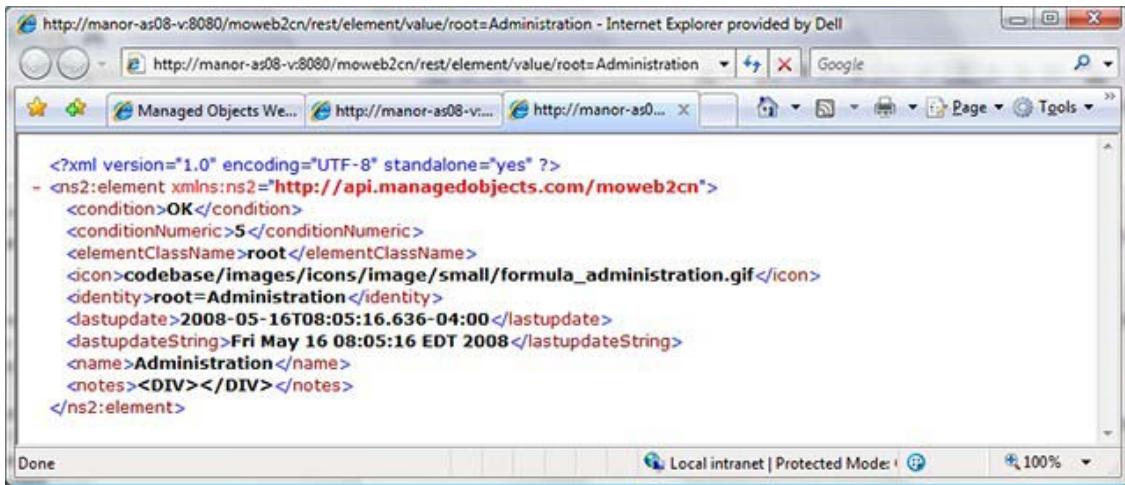 http://manor-as08-v:8080/moweb2cn/rest/element/value/root=Administration - Internet Explorer provided by Dell
http://manor-as08-v:8080/moweb2cn/rest/element/value/root=Administration Google
Managed Objects We... http://manor-as08-v:... http://manor-as0... Page Tools
<?xml version="1.0" encoding="UTF-8" standalone="yes" ?>
- <ns2:element xmlns:ns2="http://api.managedobjects.com/moweb2cn">
<condition>OK</condition>
<conditionNumeric>5</conditionNumeric>
<elementClassName>root</elementClassName>
<icon>codebase/images/icons/image/small/formula_administration.gif</icon>
<identity>root=Administration</identity>
<lastupdate>2008-05-16T08:05:16.636-04:00</lastupdate>
<lastupdateString>Fri May 16 08:05:16 EDT 2008</lastupdateString>
<name>Administration</name>
<notes><DIV></DIV></notes>
</ns2:element>
Done Local intranet | Protected Mode: 100%